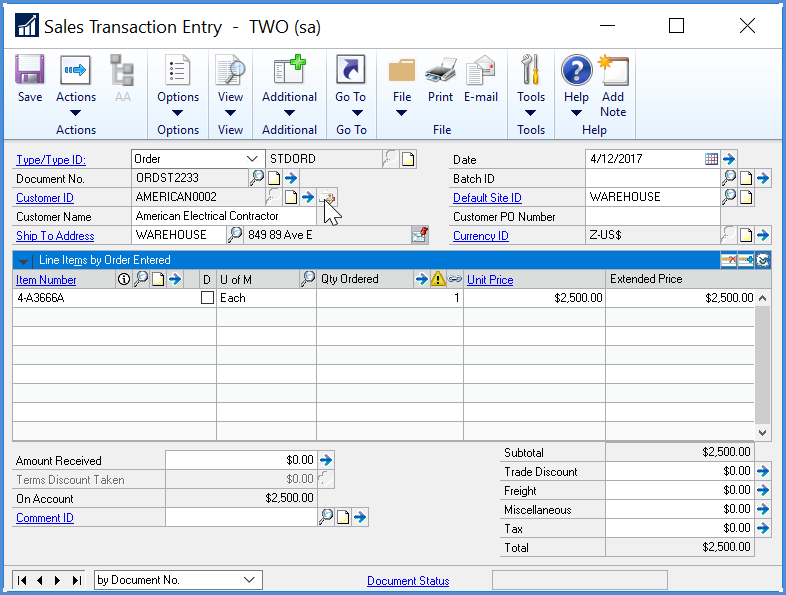 Sales Transaction Entry - TWO (sa)
Save Actions AA Options View Additional Go To File Print E-mail Tools Help Add Note
Actions Options View Additional Go To File Tools Help
Type/Type ID: Order STDORD Date 4/12/2017
Document No. ORDST2233 Batch ID
Customer ID AMERICAN0002 Default Site ID WAREHOUSE
Customer Name American Electrical Contractor Customer PO Number
Ship To Address WAREHOUSE 849 89 Ave E Currency ID Z-US$
Line Items by Order Entered
Item Number D U of M Qty Ordered Unit Price Extended Price
4-A3666A Each 1 $2,500.00 $2,500.00
Subtotal $2,500.00
Amount Received $0.00 Trade Discount $0.00
Terms Discount Taken $0.00 Freight $0.00
On Account $2,500.00 Miscellaneous $0.00
Comment ID Tax $0.00
Total $2,500.00
by Document No. Document Status